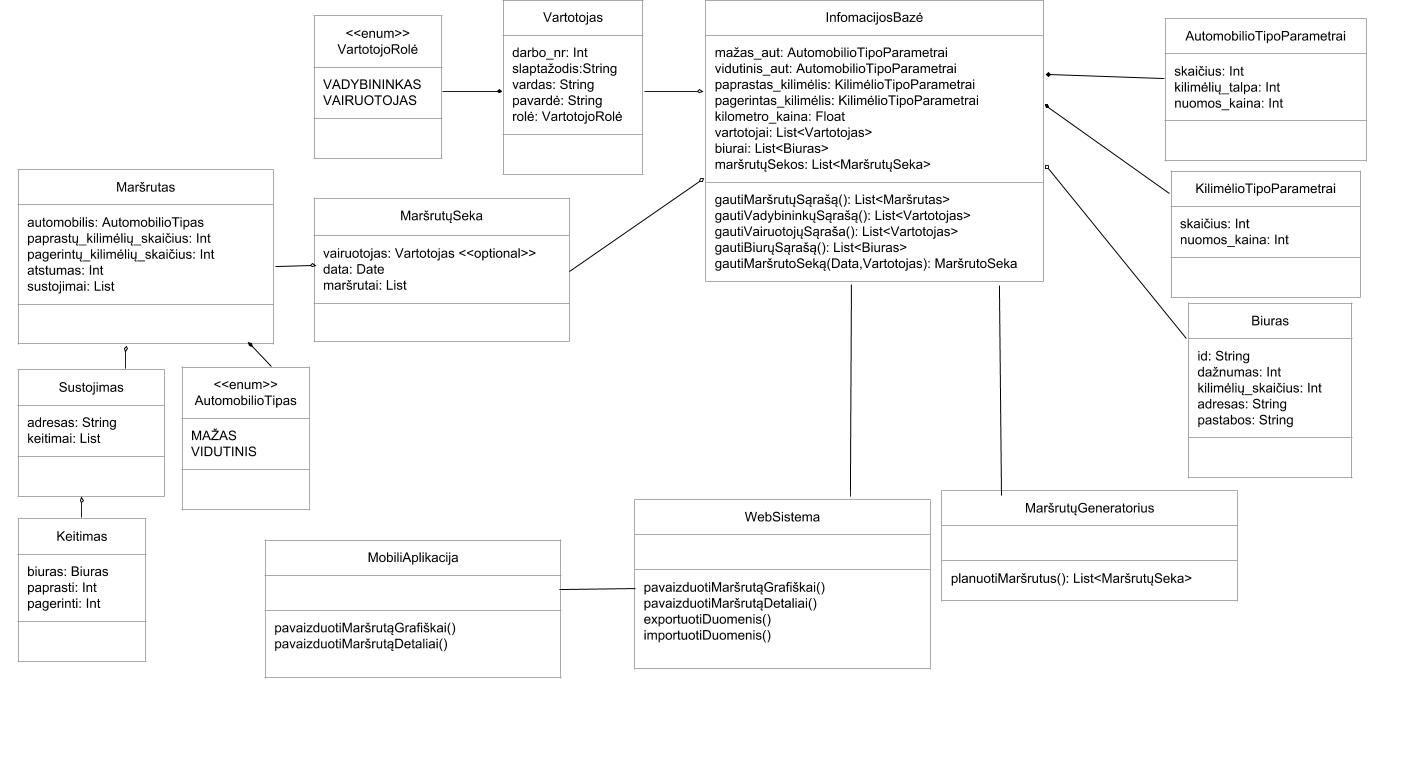 <<enum>>
VartotojoRolė
VADYBININKAS
VAIRUOTOJAS
Vartotojas
darbo_nr: Int
slaptažodis:String
vardas: String
pavardė: String
rolė: VartotojoRolė
InfomacijosBazė
mažas_aut: AutomobilioTipoParametrai
vidutinis_aut: AutomobilioTipoParametrai
paprastas_kilimėlis: KilimėlioTipoParametrai
pagerintas_kilimėlis: KilimėlioTipoParametrai
kilometro_kaina: Float
vartotojai: List<Vartotojas>
biurai: List<Biuras>
maršrutųSekos: List<MaršrutųSeka>
gautiMaršrutųSąrašą(): List<Maršrutas>
gautiVadybininkųSąrašą(): List<Vartotojas>
gautiVairuotojųSąraša(): List<Vartotojas>
gautiBiurųSąrašą(): List<Biuras>
gautiMaršrutoSeką(Data,Vartotojas): MaršrutoSeka
AutomobilioTipoParametrai
skaičius: Int
kilimėlių_talpa: Int
nuomos_kaina: Int
KilimėlioTipoParametrai
skaičius: Int
nuomos_kaina: Int
Biuras
id: String
dažnumas: Int
kilimėlių_skaičius: Int
adresas: String
pastabos: String
Maršrutas
automobilis: AutomobilioTipas
paprastų_kilimėlių_skaičius: Int
pagerintų_kilimėlių_skaičius: Int
atstumas: Int
sustojimai: List
MaršrutųSeka
vairuotojas: Vartotojas <<optional>>
data: Date
maršrutai: List
Sustojimas
adresas: String
keitimai: List
<<enum>>
AutomobilioTipas
MAŽAS
VIDUTINIS
Keitimas
biuras: Biuras
paprasti: Int
pagerinti: Int
MobiliAplikacija
pavaizduotiMaršrutąGrafiškai()
pavaizduotiMaršrutąDetaliai()
WebSistema
pavaizduotiMaršrutąGrafiškai()
pavaizduotiMaršrutąDetaliai()
exportuotiDuomenis()
importuotiDuomenis()
MaršrutųGeneratorius
planuotiMaršrutus(): List<MaršrutųSeka>